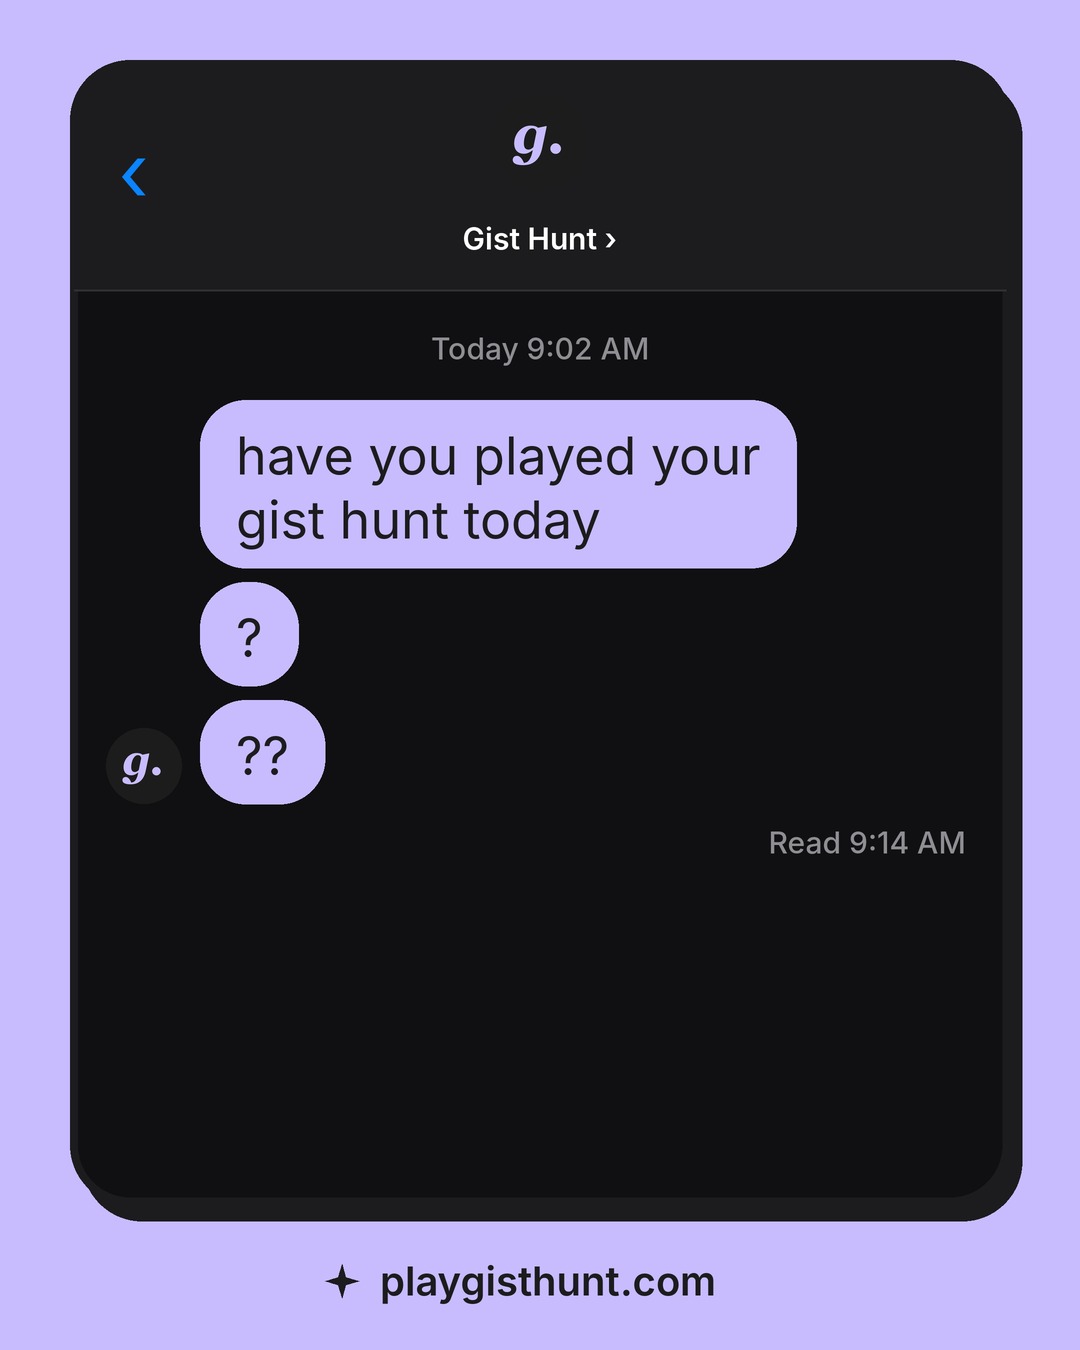 g.
Gist Hunt ›
Today 9:02 AM
have you played your
gist hunt today
?
??
g.
Read 9:14 AM
playgisthunt.com